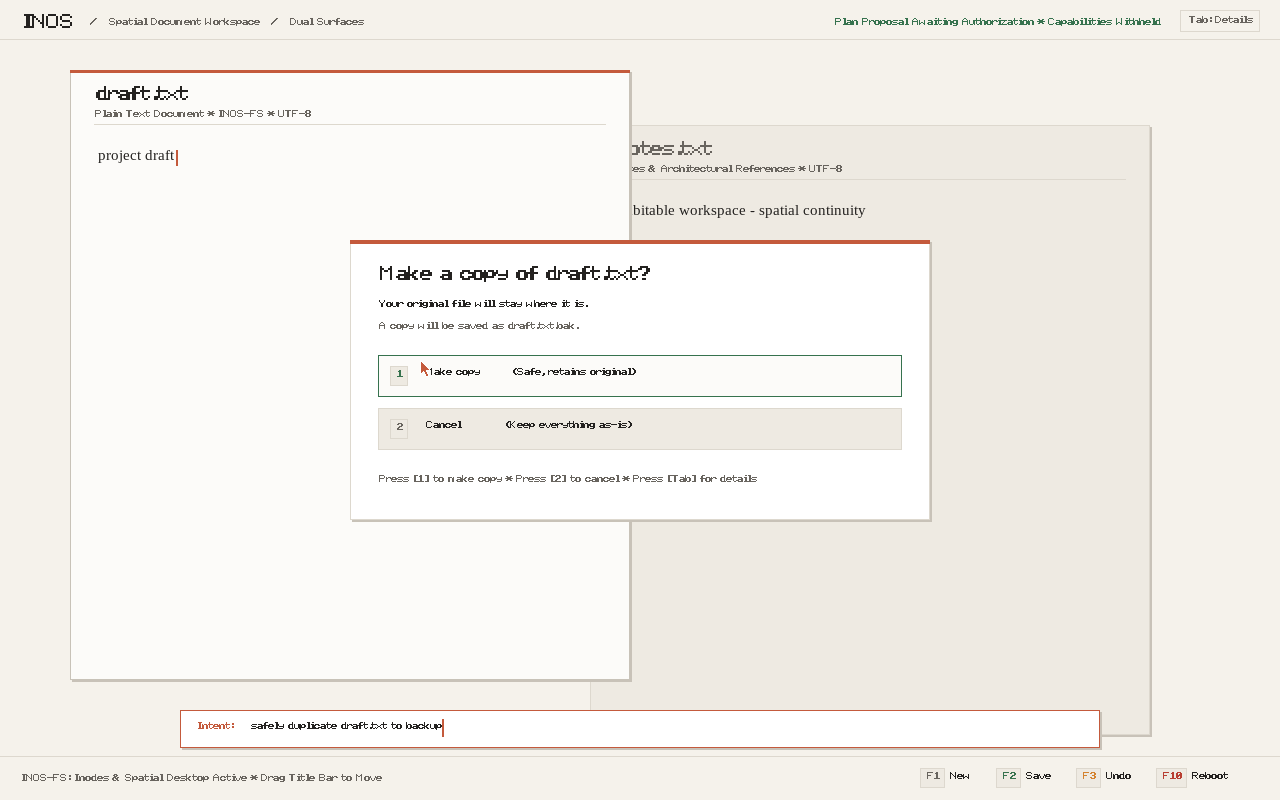 INOS / Spatial Document Workspace / Dual Surfaces
Plan Proposal Awaiting Authorization * Capabilities Withheld
Tab:Details
draft.txt
Plain Text Document * INOS-FS * UTF-8
project draft
otes.txt
es & Architectural References * UTF-8
bitable workspace - spatial continuity
Make a copy of draft.txt?
Your original file will stay where it is.
A copy will be saved as draft.txt.bak.
1 Make copy (Safe, retains original)
2 Cancel (Keep everything as-is)
Press [1] to make copy * Press [2] to cancel * Press [Tab] for details
Intent: safely duplicate draft.txt to backup
INOS-FS: Inodes & Spatial Desktop Active * Drag Title Bar to Move
F1 New F2 Save F3 Undo F10 Reboot